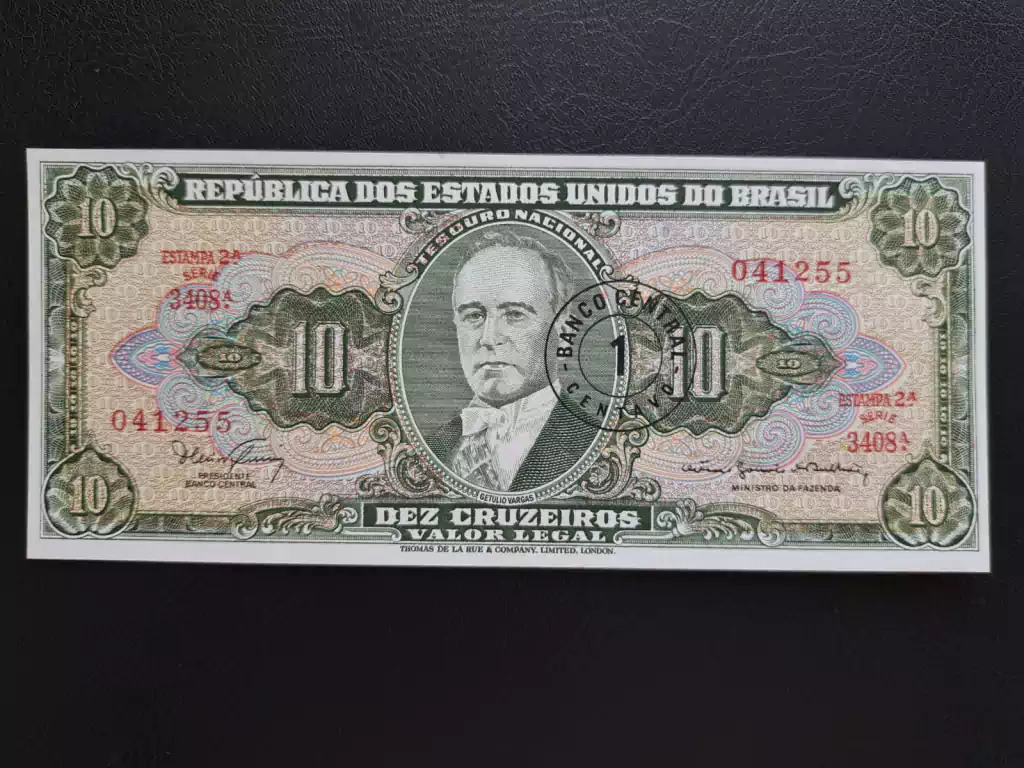 REPÚBLICA DOS ESTADOS UNIDOS DO BRASIL
10
10
TESOURO NACIONAL
ESTAMPA 2ª
SERIE
3408ª
041255
BANCO CENTRAL
1
CENTAVO
10
10
10
10
ESTAMPA 2ª
SERIE
3408ª
041255
PRESIDENTE
BANCO CENTRAL
MINISTRO DA FAZENDA
GETULIO VARGAS
10
10
DEZ CRUZEIROS
VALOR LEGAL
THOMAS DE LA RUE & COMPANY, LIMITED, LONDON.